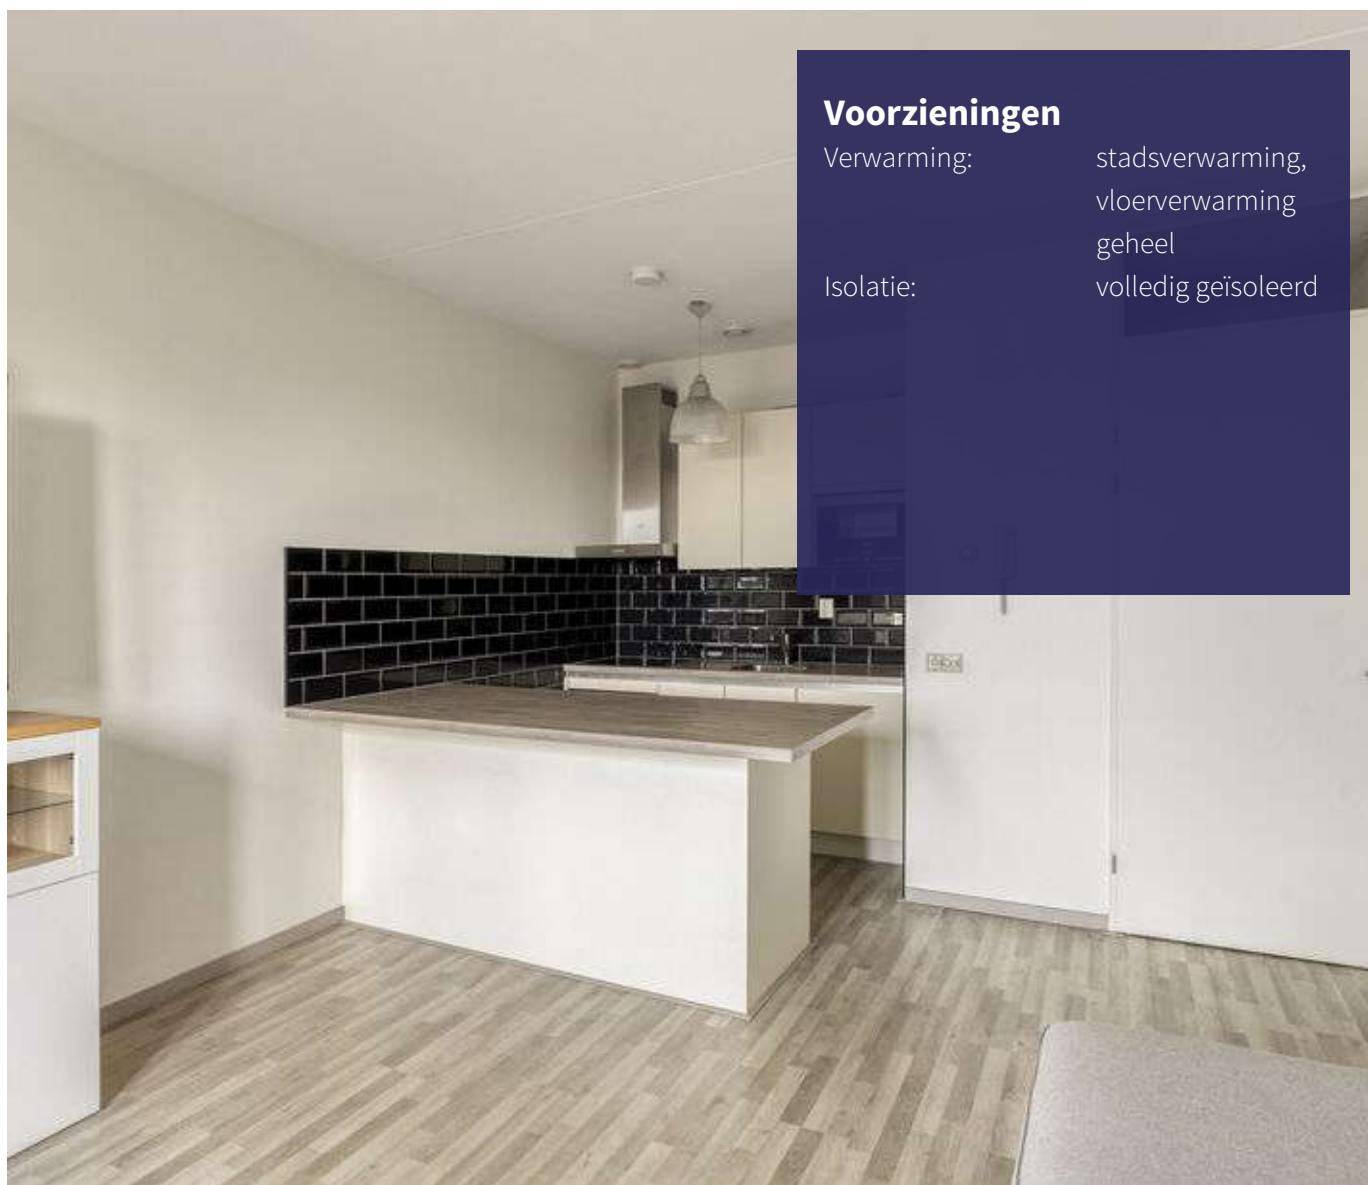 Voorzieningen
Verwarming: stadsverwarming,
vloerverwarming
geheel
Isolatie: volledig geïsoleerd